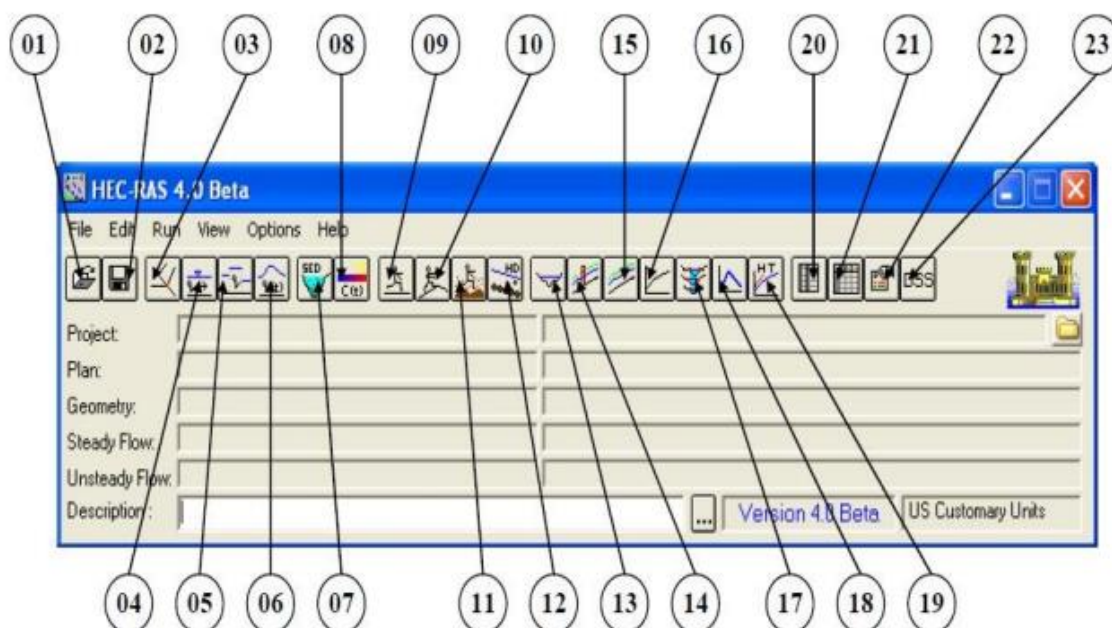 01 02 03 08 09 10 15 16 20 21 22 23
HEC-RAS 4.0 Beta
File Edit Run View Options Help
SED C(t) HD HT DSS
Project:
Plan:
Geometry:
Steady Flow:
Unsteady Flow:
Description : ... Version 4.0 Beta US Customary Units
04 05 06 07 11 12 13 14 17 18 19